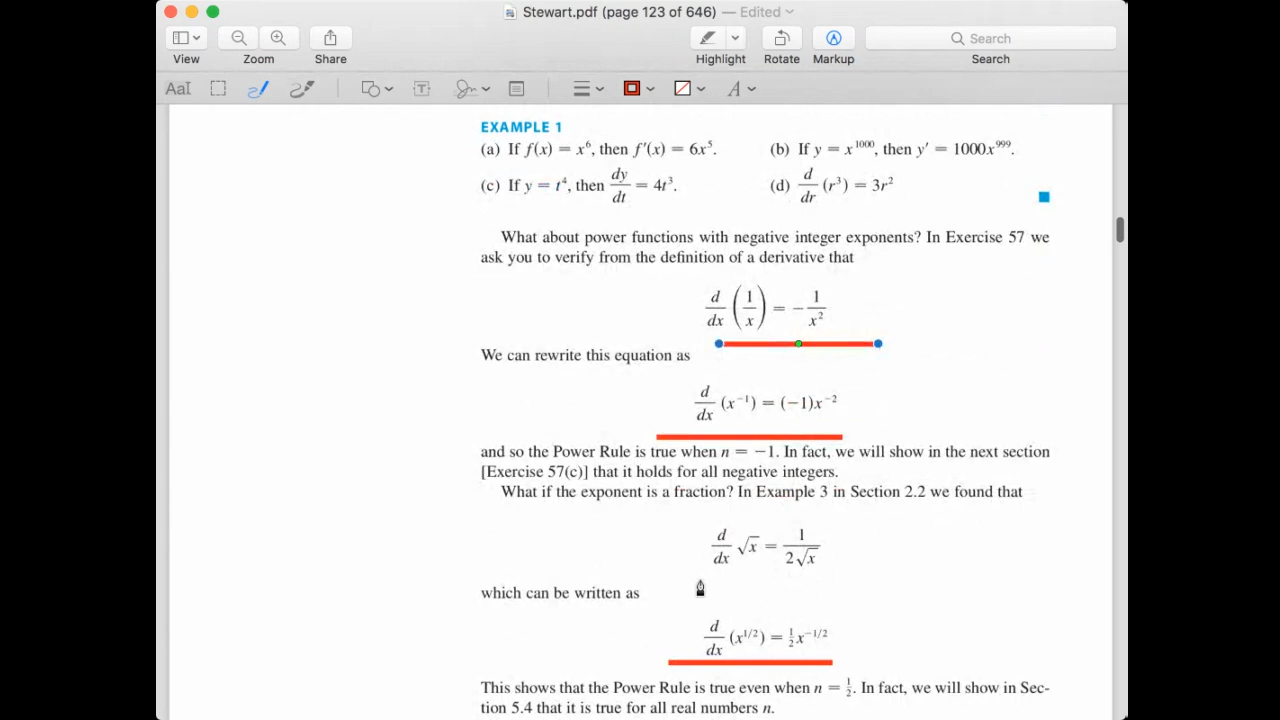 Stewart.pdf (page 123 of 646) — Edited
View
Zoom
Share
Highlight
Rotate
Markup
Search
Search
AaI
T
A
EXAMPLE 1
(a) If f(x) = x⁶, then f′(x) = 6x⁵.
(b) If y = x¹⁰⁰⁰, then y′ = 1000x⁹⁹⁹.
(c) If y = t⁴, then dy/dt = 4t³.
(d) d/dr (r³) = 3r²
What about power functions with negative integer exponents? In Exercise 57 we
ask you to verify from the definition of a derivative that
d/dx (1/x) = −1/x²
We can rewrite this equation as
d/dx (x⁻¹) = (−1)x⁻²
and so the Power Rule is true when n = −1. In fact, we will show in the next section
[Exercise 57(c)] that it holds for all negative integers.
What if the exponent is a fraction? In Example 3 in Section 2.2 we found that
d/dx √x = 1/(2√x)
which can be written as
d/dx (x^1/2) = ½x^−1/2
This shows that the Power Rule is true even when n = ½. In fact, we will show in Sec-
tion 5.4 that it is true for all real numbers n.